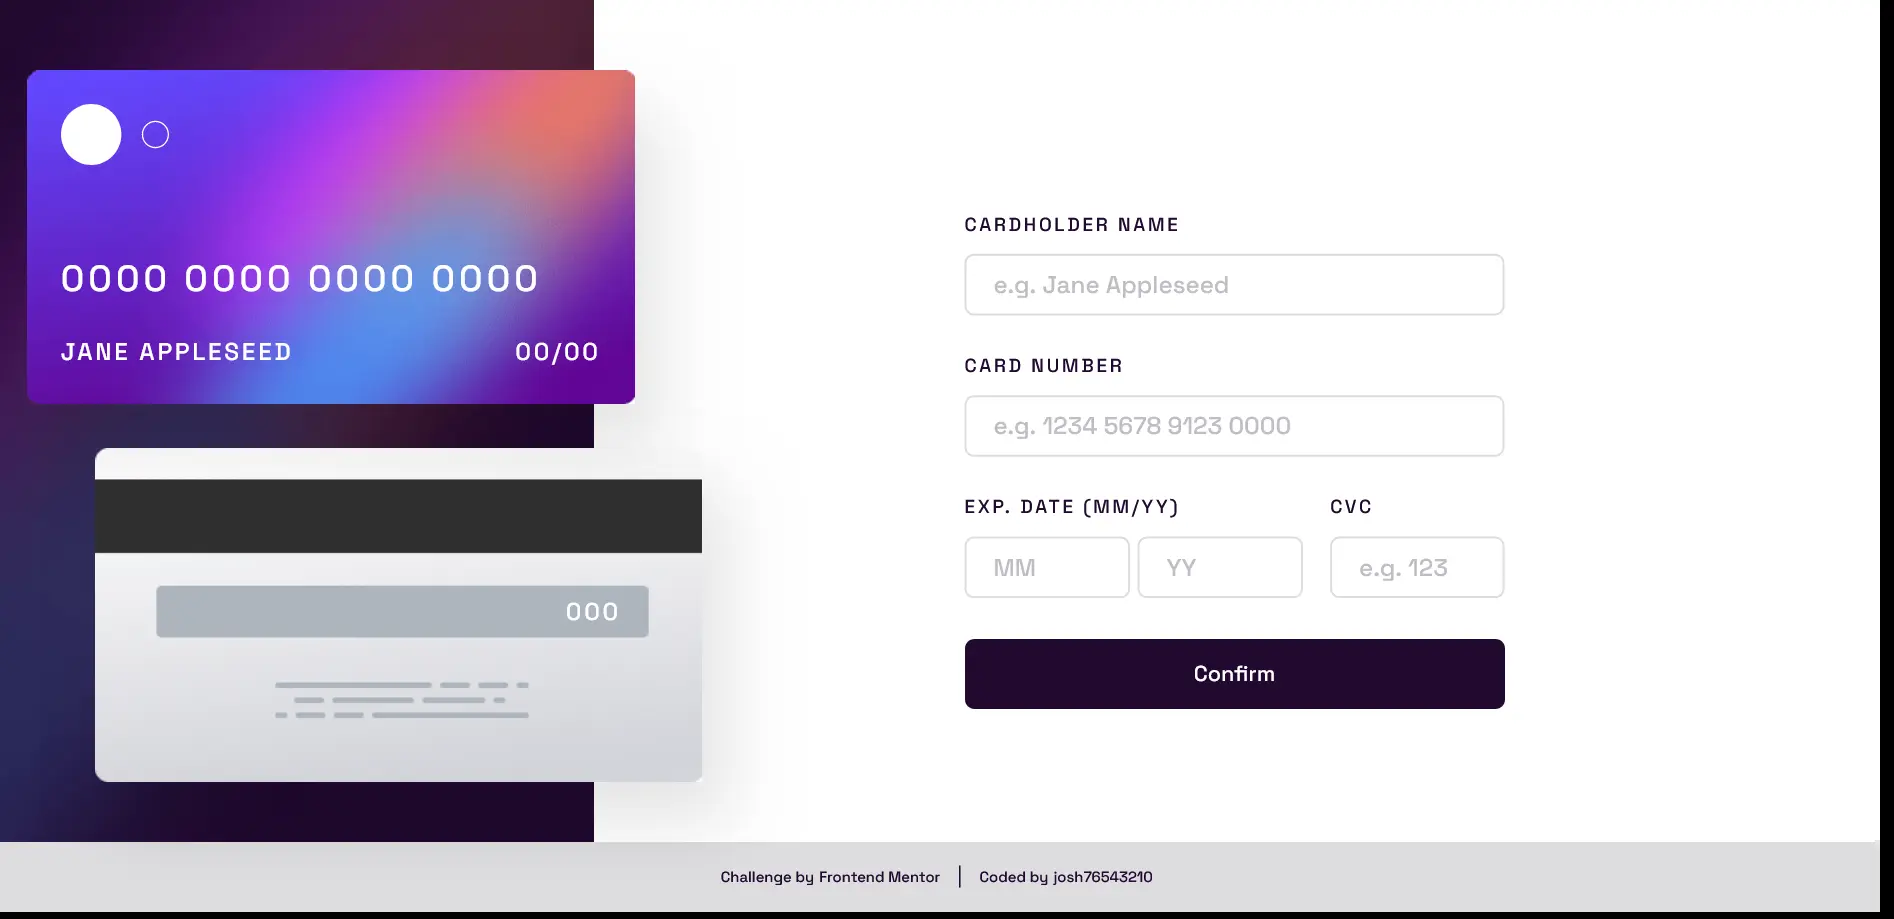 0000 0000 0000 0000
JANE APPLESEED 00/00
000
CARDHOLDER NAME
e.g. Jane Appleseed
CARD NUMBER
e.g. 1234 5678 9123 0000
EXP. DATE (MM/YY) CVC
MM YY e.g. 123
Confirm
Challenge by Frontend Mentor | Coded by josh76543210